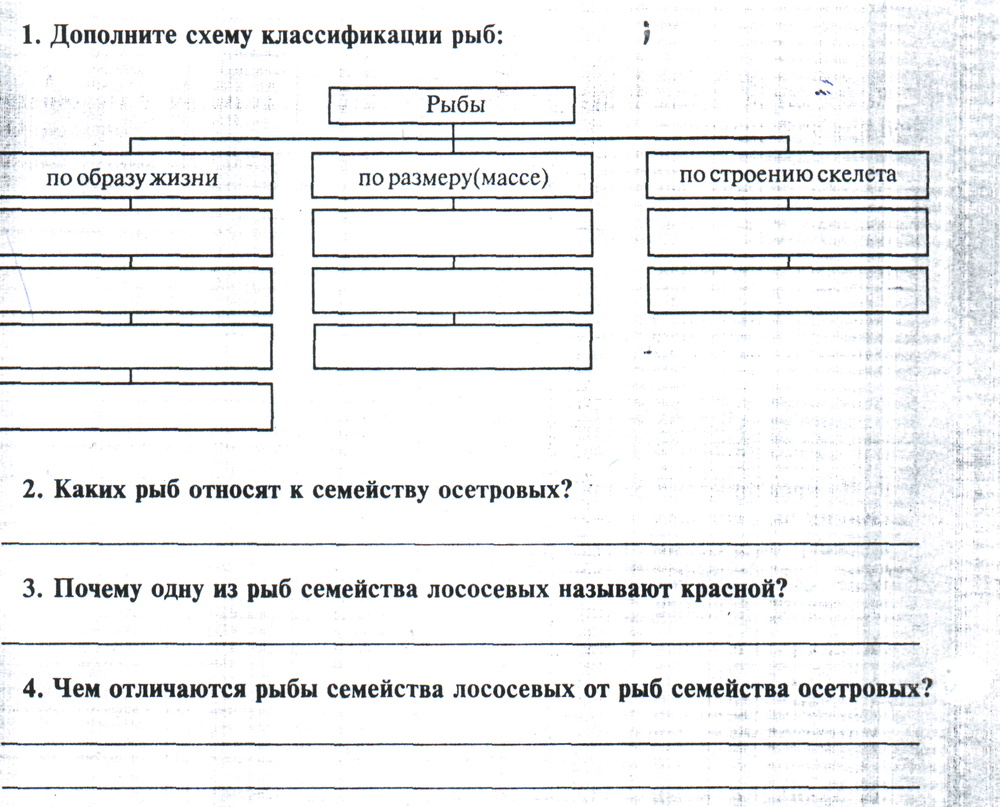 1. Дополните схему классификации рыб:
Рыбы
по образу жизни
по размеру(массе)
по строению скелета
2. Каких рыб относят к семейству осетровых?
3. Почему одну из рыб семейства лососевых называют красной?
4. Чем отличаются рыбы семейства лососевых от рыб семейства осетровых?